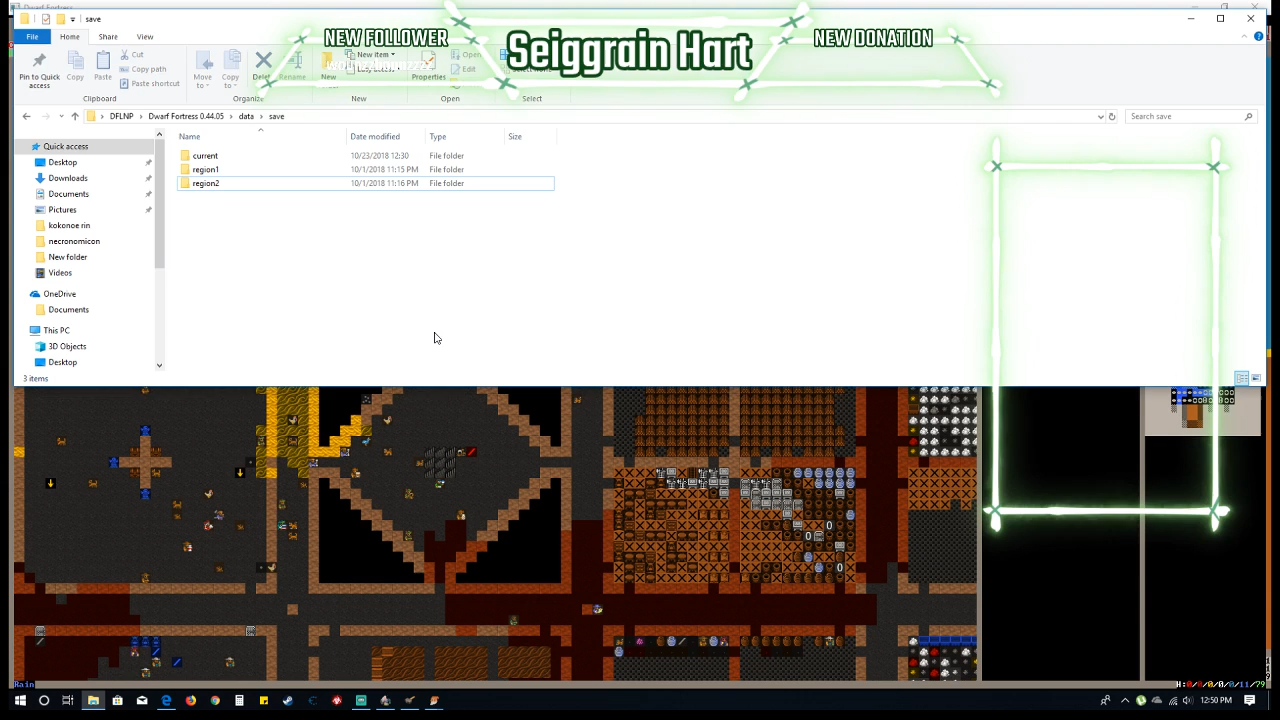 Dwarf Fortress
save
File Home Share View
NEW FOLLOWER
Seiggrain Hart
NEW DONATION
Pin to Quick access
Copy
Paste
Cut
Copy path
Paste shortcut
Clipboard
Move to
Copy to
Delete
Rename
Organize
New item
New
Properties
Open
Edit
Open
Select
DFLNP > Dwarf Fortress 0.44.05 > data > save
Search save
Name Date modified Type Size
current 10/23/2018 12:30 File folder
region1 10/1/2018 11:15 PM File folder
region2 10/1/2018 11:16 PM File folder
Quick access
Desktop
Downloads
Documents
Pictures
kokonoe rin
necronomicon
New folder
Videos
OneDrive
Documents
This PC
3D Objects
Desktop
3 items
Rain
12:50 PM